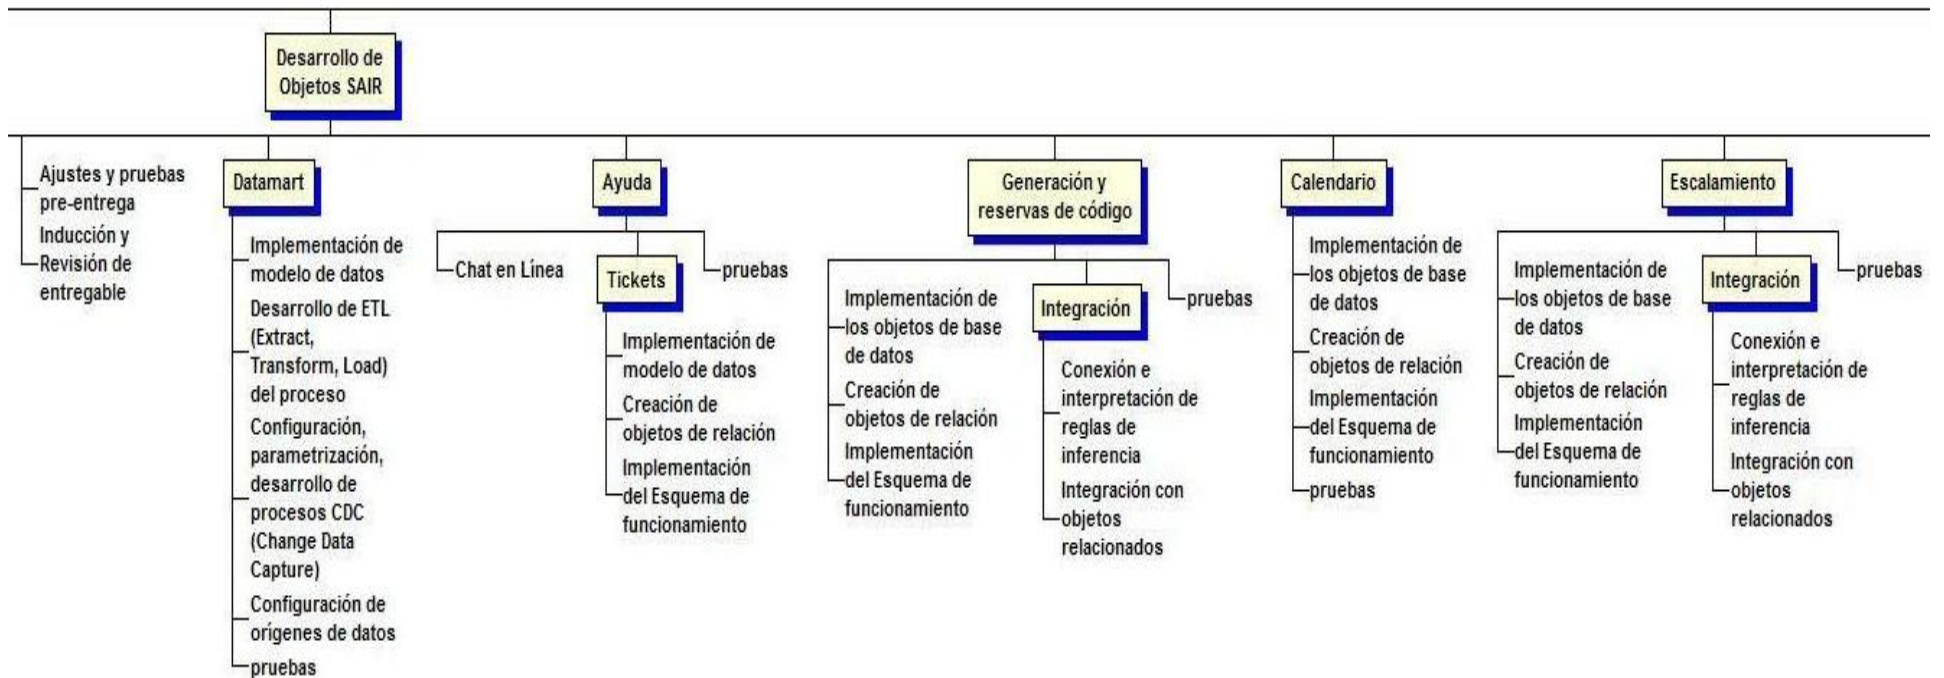 Desarrollo de
Objetos SAIR
Ajustes y pruebas
pre-entrega
Inducción y
Revisión de
entregable
Datamart
Implementación de
modelo de datos
Desarrollo de ETL
(Extract,
Transform, Load)
del proceso
Configuración,
parametrización,
desarrollo de
procesos CDC
(Change Data
Capture)
Configuración de
orígenes de datos
pruebas
Ayuda
Chat en Línea
Tickets
Implementación de
modelo de datos
Creación de
objetos de relación
Implementación
del Esquema de
funcionamiento
pruebas
Generación y
reservas de código
Implementación de
los objetos de base
de datos
Creación de
objetos de relación
Implementación
del Esquema de
funcionamiento
Integración
Conexión e
interpretación de
reglas de
inferencia
Integración con
objetos
relacionados
pruebas
Calendario
Implementación de
los objetos de base
de datos
Creación de
objetos de relación
Implementación
del Esquema de
funcionamiento
pruebas
Escalamiento
Implementación de
los objetos de base
de datos
Creación de
objetos de relación
Implementación
del Esquema de
funcionamiento
Integración
Conexión e
interpretación de
reglas de
inferencia
Integración con
objetos
relacionados
pruebas